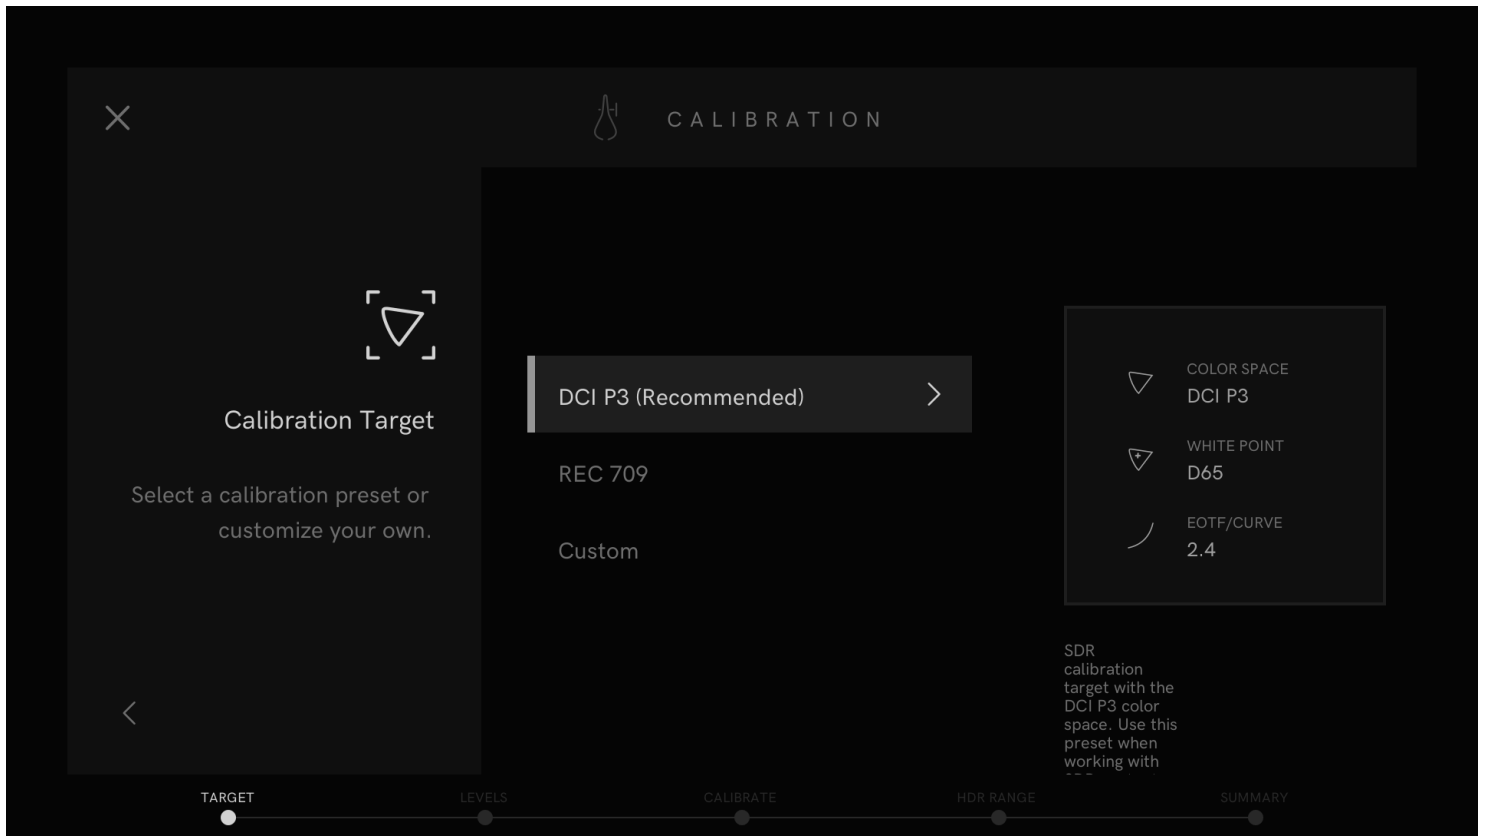 CALIBRATION
Calibration Target
Select a calibration preset or
customize your own.
DCI P3 (Recommended)
REC 709
Custom
COLOR SPACE
DCI P3
WHITE POINT
D65
EOTF/CURVE
2.4
SDR
calibration
target with the
DCI P3 color
space. Use this
preset when
working with
TARGET
LEVELS
CALIBRATE
HDR RANGE
SUMMARY